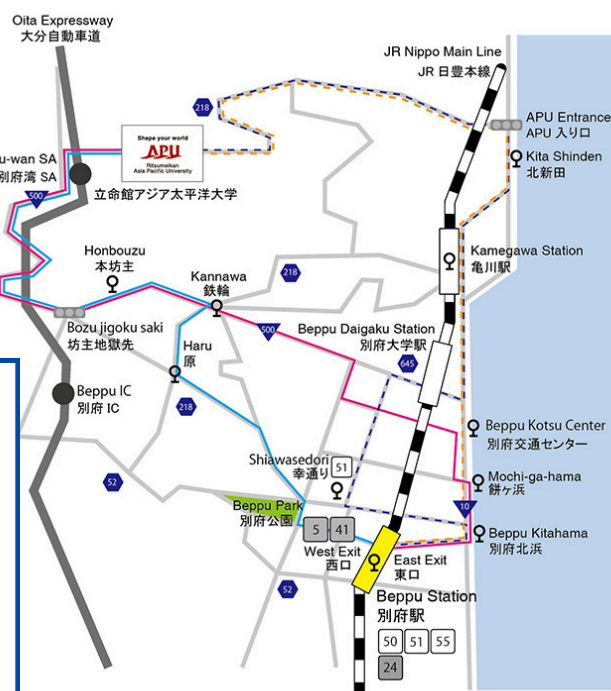 Oita Expressway
大分自動車道
JR Nippo Main Line
JR 日豊本線
218
APU Entrance
APU 入り口
Shape your world
APU
Ritsumeikan
Asia Pacific University
u-wan SA
別府湾 SA
立命館アジア太平洋大学
Kita Shinden
北新田
500
Honbouzu
本坊主
Kannawa
鉄輪
218
Kamegawa Station
亀川駅
Bozu jigoku saki
坊主地獄先
500
Beppu Daigaku Station
別府大学駅
Haru
原
645
Beppu IC
別府 IC
218
Beppu Kotsu Center
別府交通センター
Shiawasedori
幸通り
51
52
Mochi-ga-hama
餅ヶ浜
Beppu Park
別府公園
10
5
41
West Exit
西口
East Exit
東口
Beppu Kitahama
別府北浜
52
Beppu Station
別府駅
50
51
55
24